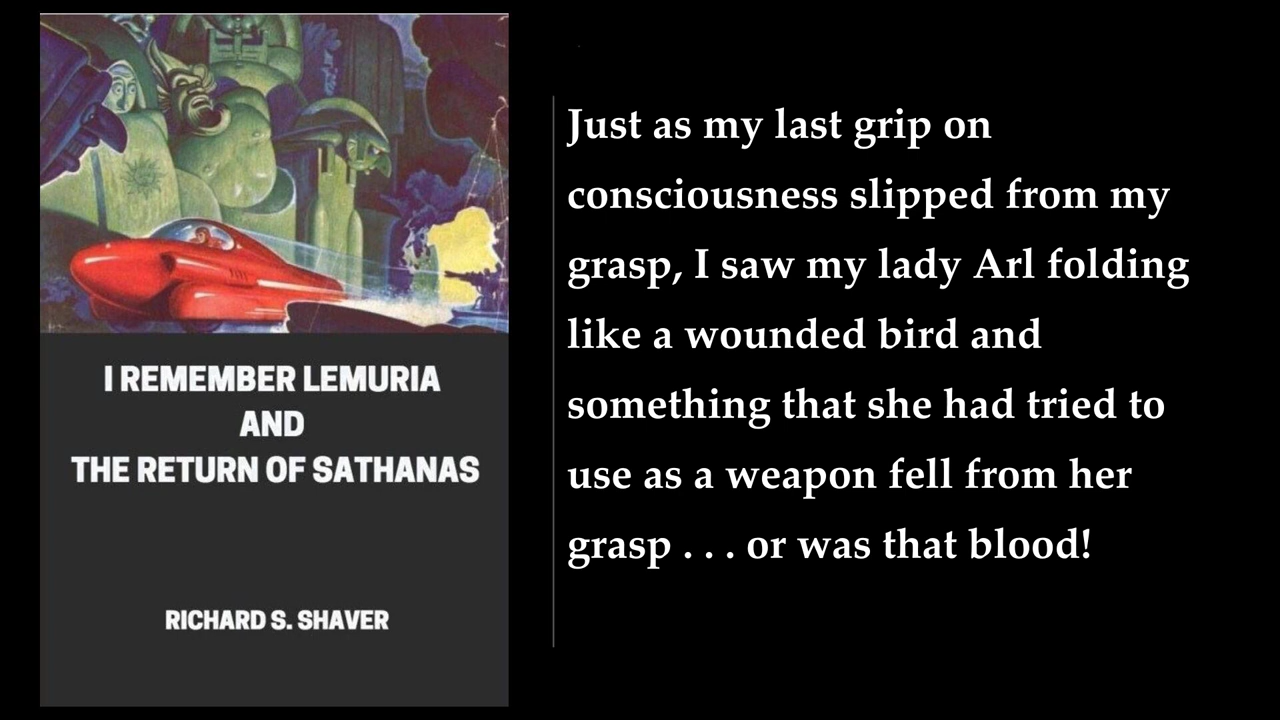 I REMEMBER LEMURIA
AND
THE RETURN OF SATHANAS
RICHARD S. SHAVER
Just as my last grip on
consciousness slipped from my
grasp, I saw my lady Arl folding
like a wounded bird and
something that she had tried to
use as a weapon fell from her
grasp . . . or was that blood!